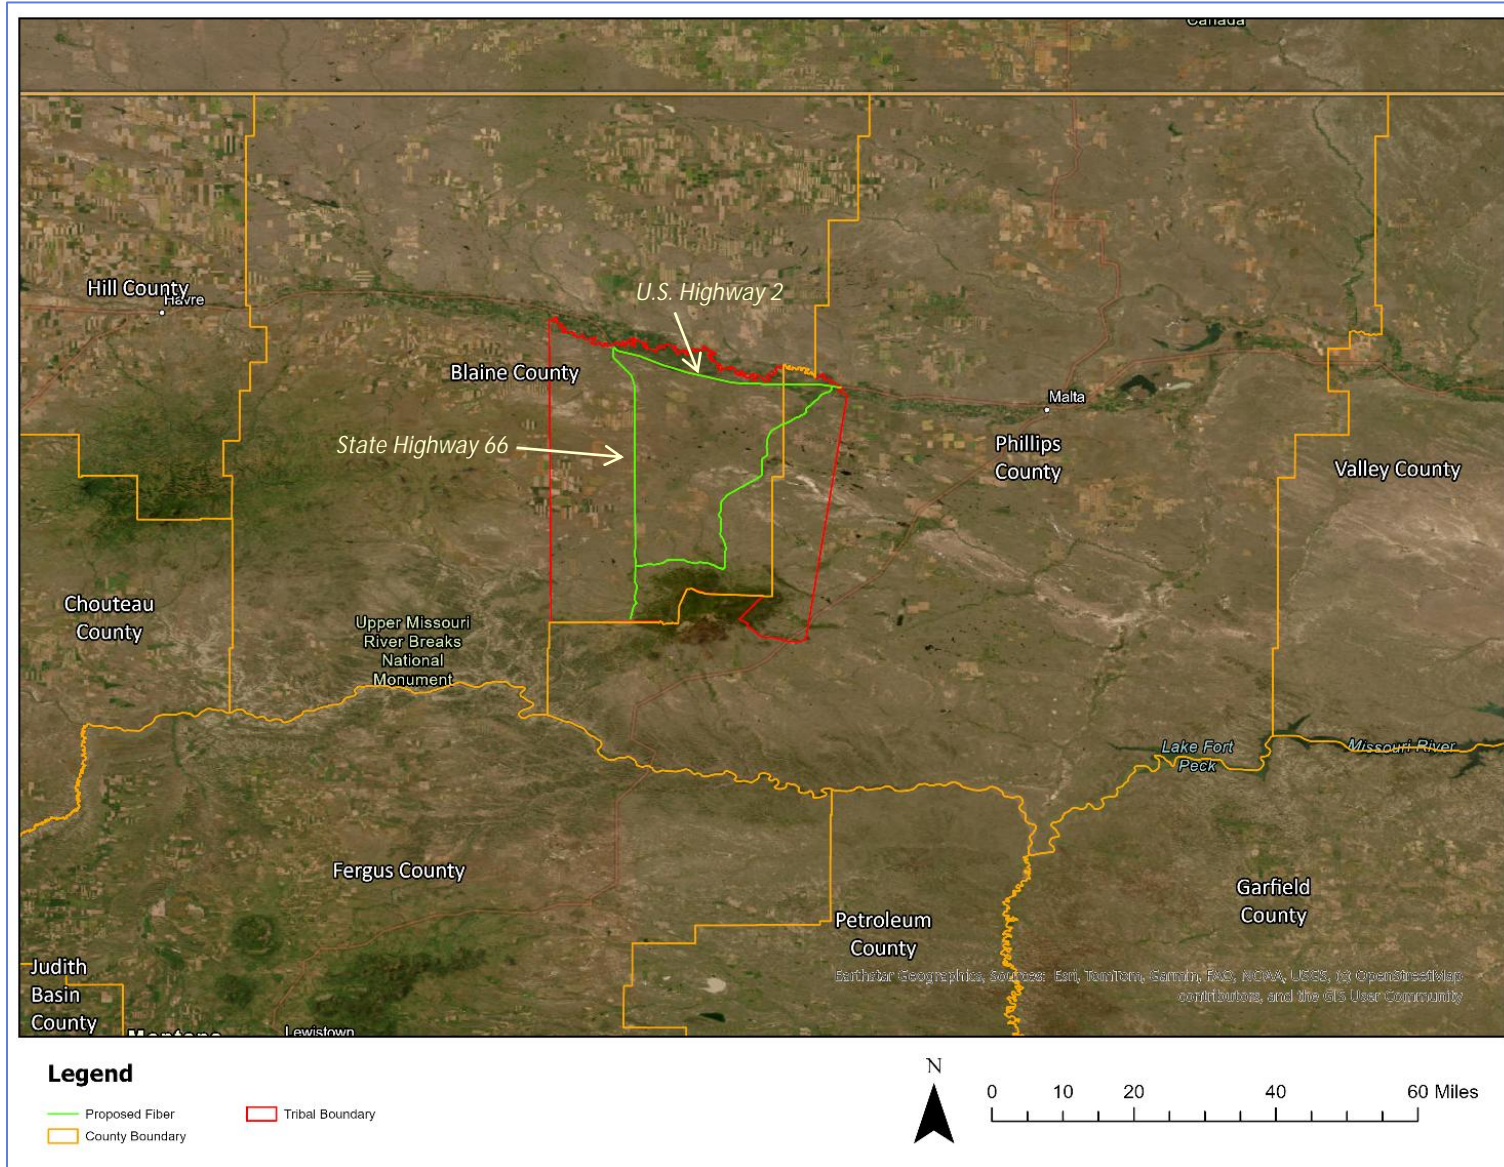 Canada
Hill County
Havre
U.S. Highway 2
Blaine County
Malta
State Highway 66
Phillips
County
Valley County
Chouteau
County
Upper Missouri
River Breaks
National
Monument
Lake Fort
Peck
Missouri River
Fergus County
Garfield
County
Petroleum
County
Judith
Basin
County
Earthstar Geographics, Sources: Esri, TomTom, Garmin, FAO, NOAA, USGS, (c) OpenStreetMap
contributors, and the GIS User Community
Montana
Lewistown
Legend
Proposed Fiber
Tribal Boundary
County Boundary
N
0 10 20 40 60 Miles